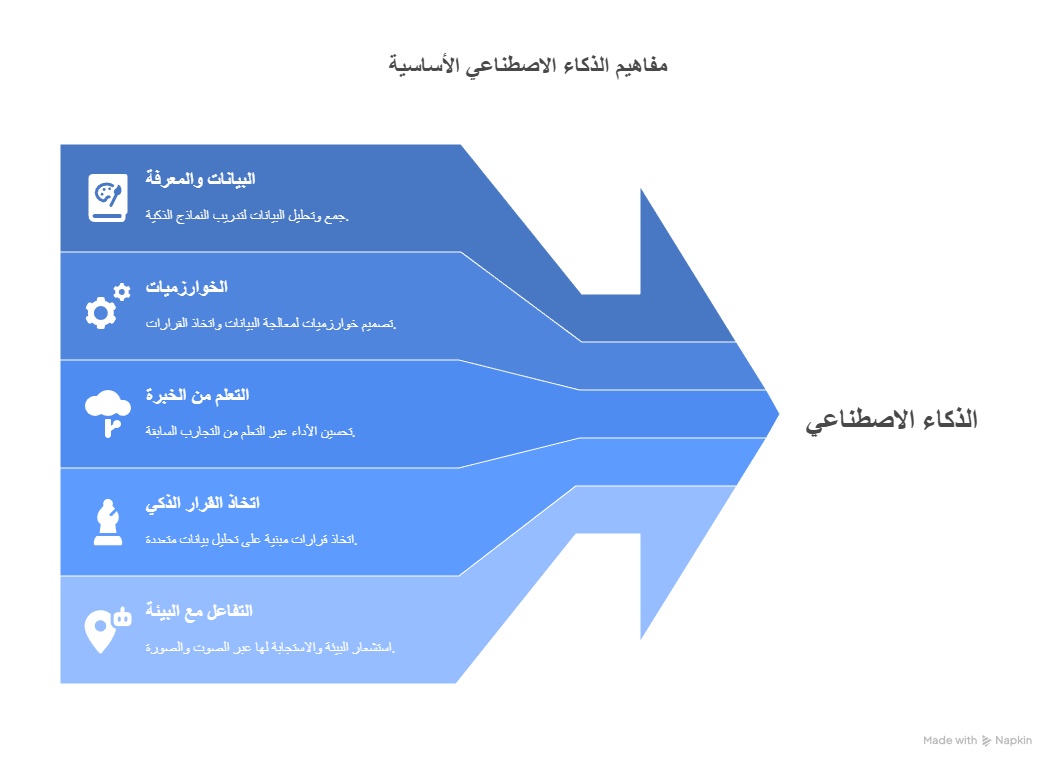 مفاهيم الذكاء الاصطناعي الأساسية
البيانات والمعرفة
جمع وتحليل البيانات لتدريب النماذج الذكية.
الخوارزميات
تصميم خوارزميات لمعالجة البيانات واتخاذ القرارات.
التعلم من الخبرة
تحسين الأداء عبر التعلم من التجارب السابقة.
اتخاذ القرار الذكي
اتخاذ قرارات مبنية على تحليل بيانات متعددة.
التفاعل مع البيئة
استشعار البيئة والاستجابة لها عبر الصوت والصورة.
الذكاء الاصطناعي
Made with Napkin